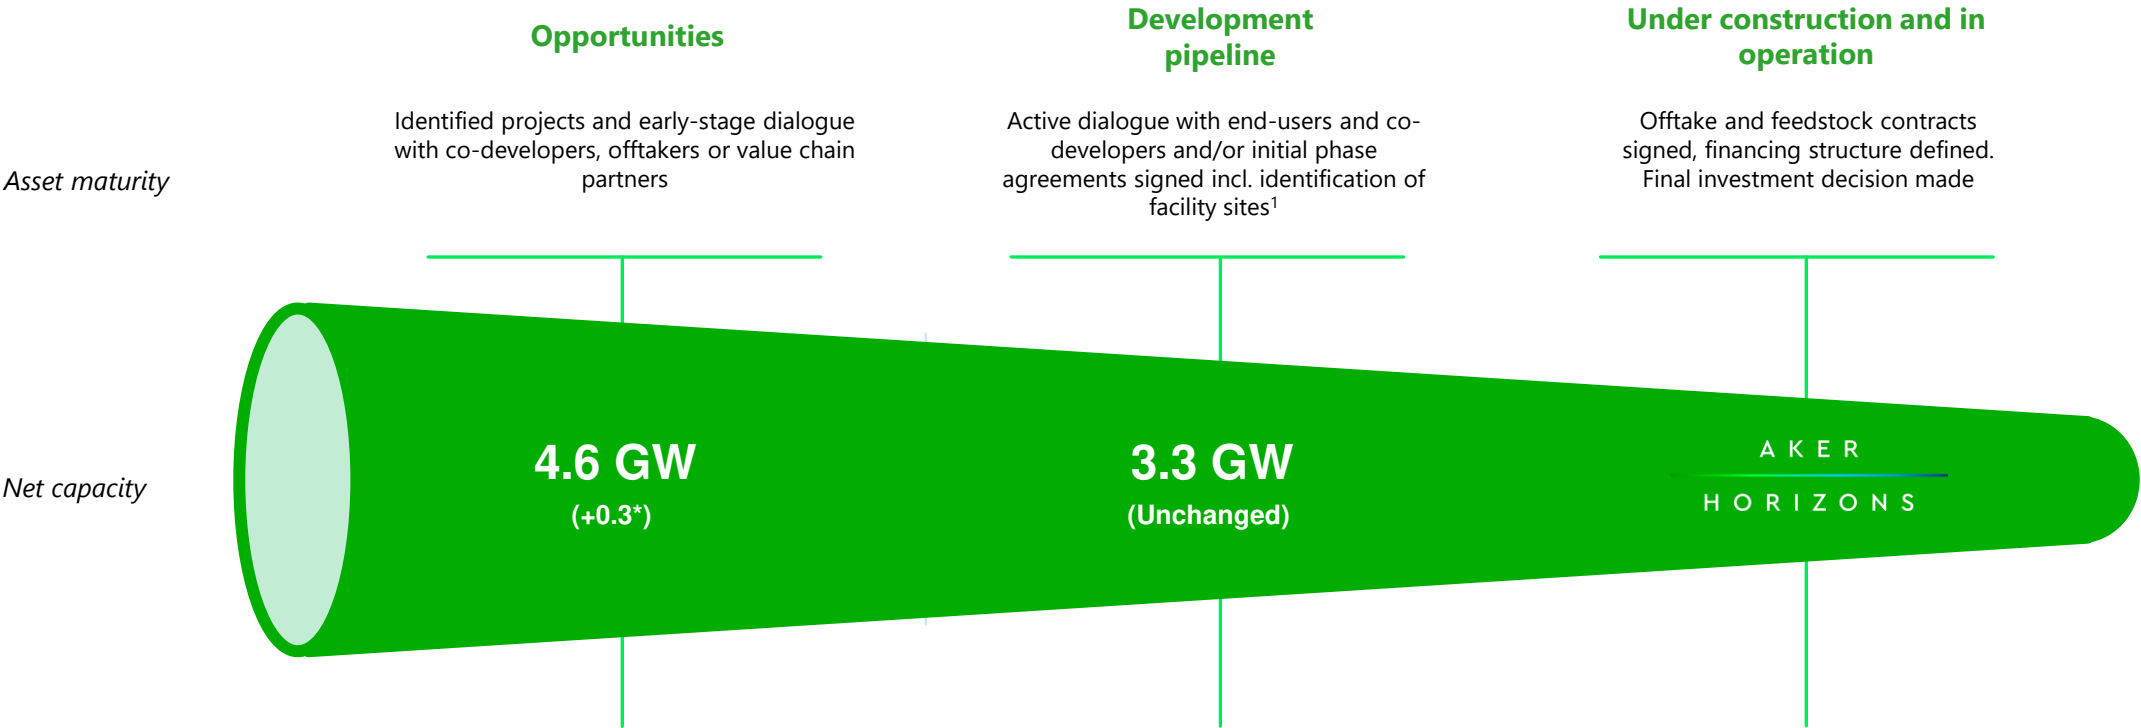 Opportunities
Development
pipeline
Under construction and in
operation
Asset maturity
Identified projects and early-stage dialogue
with co-developers, offtakers or value chain
partners
Active dialogue with end-users and co-
developers and/or initial phase
agreements signed incl. identification of
facility sites¹
Offtake and feedstock contracts
signed, financing structure defined.
Final investment decision made
Net capacity
4.6 GW
(+0.3*)
3.3 GW
(Unchanged)
AKER
HORIZONS